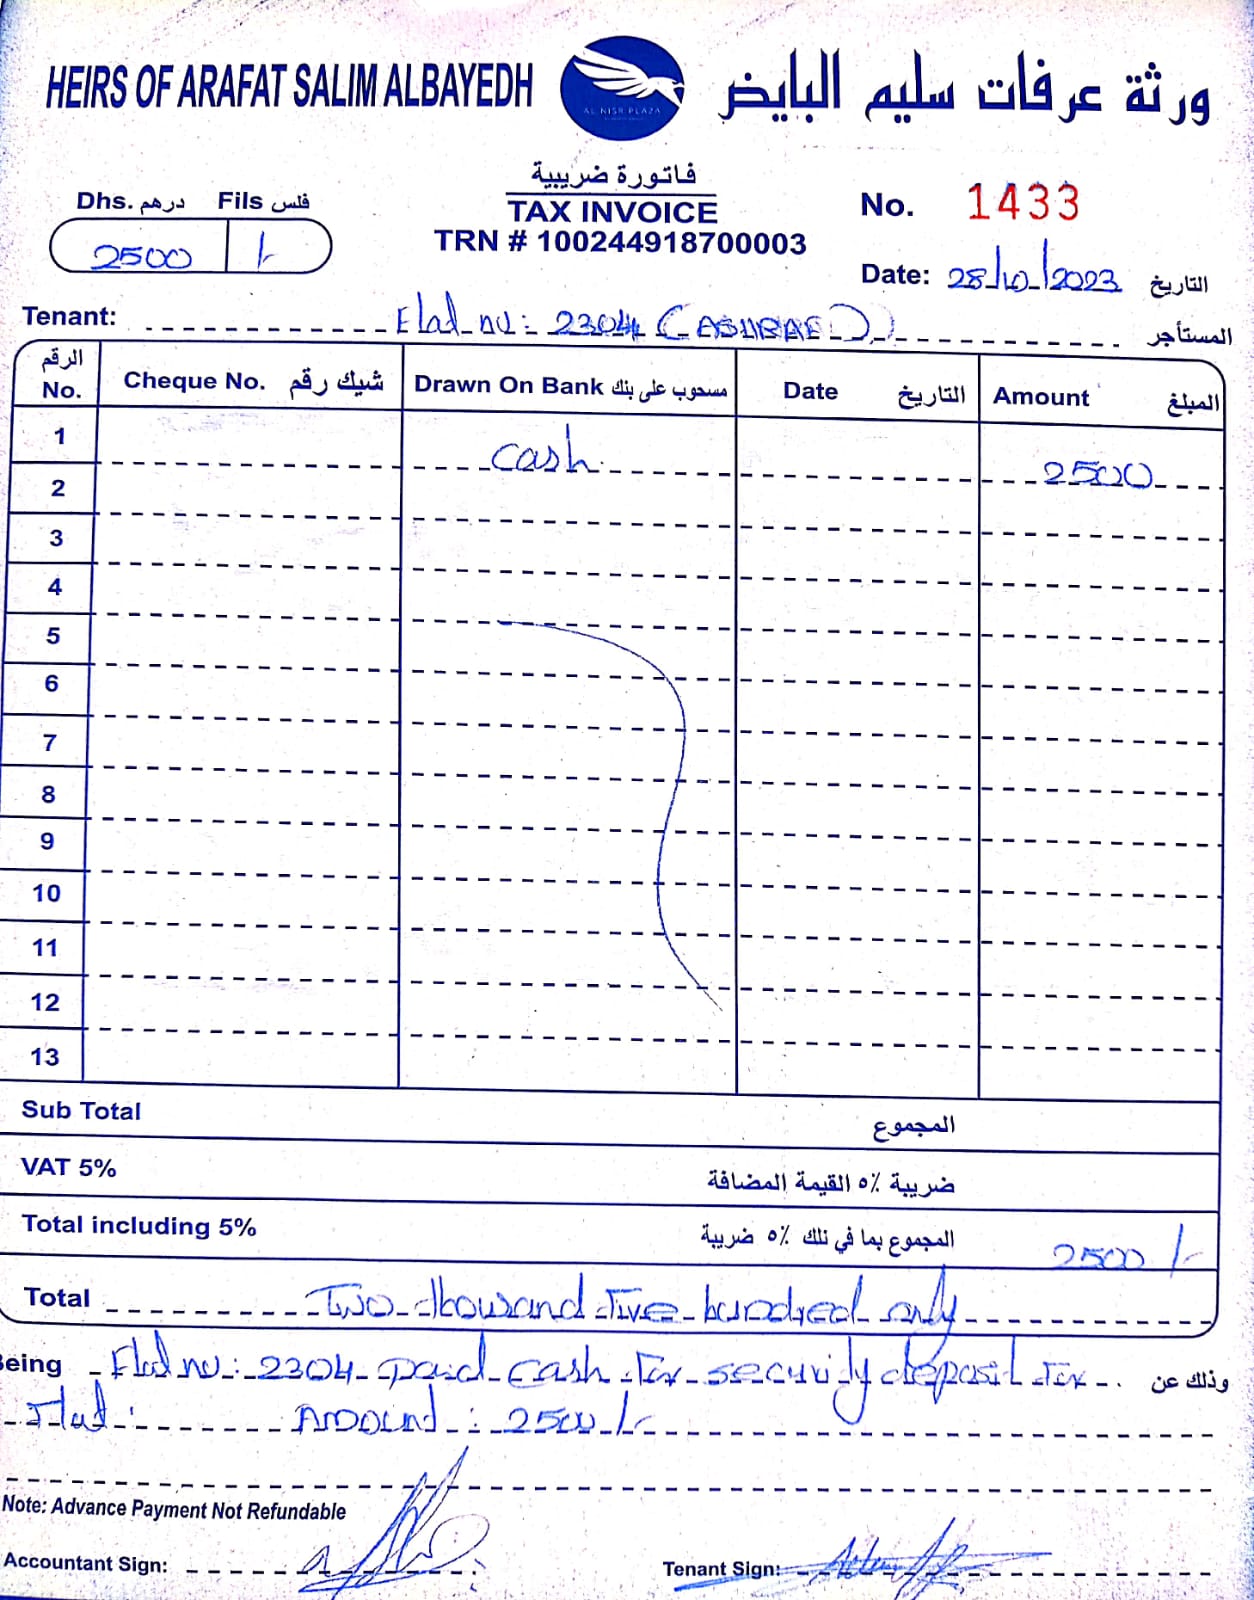 HEIRS OF ARAFAT SALIM ALBAYEDH
AL NISR PLAZA
ورثة عرفات سليم البايض
فاتورة ضريبية
TAX INVOICE
TRN # 100244918700003
Dhs. درهم Fils فلس
2500 /-
No. 1433
Date: 28/10/2023 التاريخ
Tenant: Flat no: 2304 ( ) المستأجر
الرقم No. Cheque No. شيك رقم Drawn On Bank مسحوب على بنك Date التاريخ Amount المبلغ
1 cash 2500
2
3
4
5
6
7
8
9
10
11
12
13
Sub Total المجموع
VAT 5% ضريبة ٥٪ القيمة المضافة
Total including 5% المجموع بما في ذلك ٥٪ ضريبة 2500/-
Total Two thousand five hundred only
Being Flat no: 2304 paid cash for security deposit for وذلك عن
flat : Amount : 2500/-
Note: Advance Payment Not Refundable
Accountant Sign:
Tenant Sign: